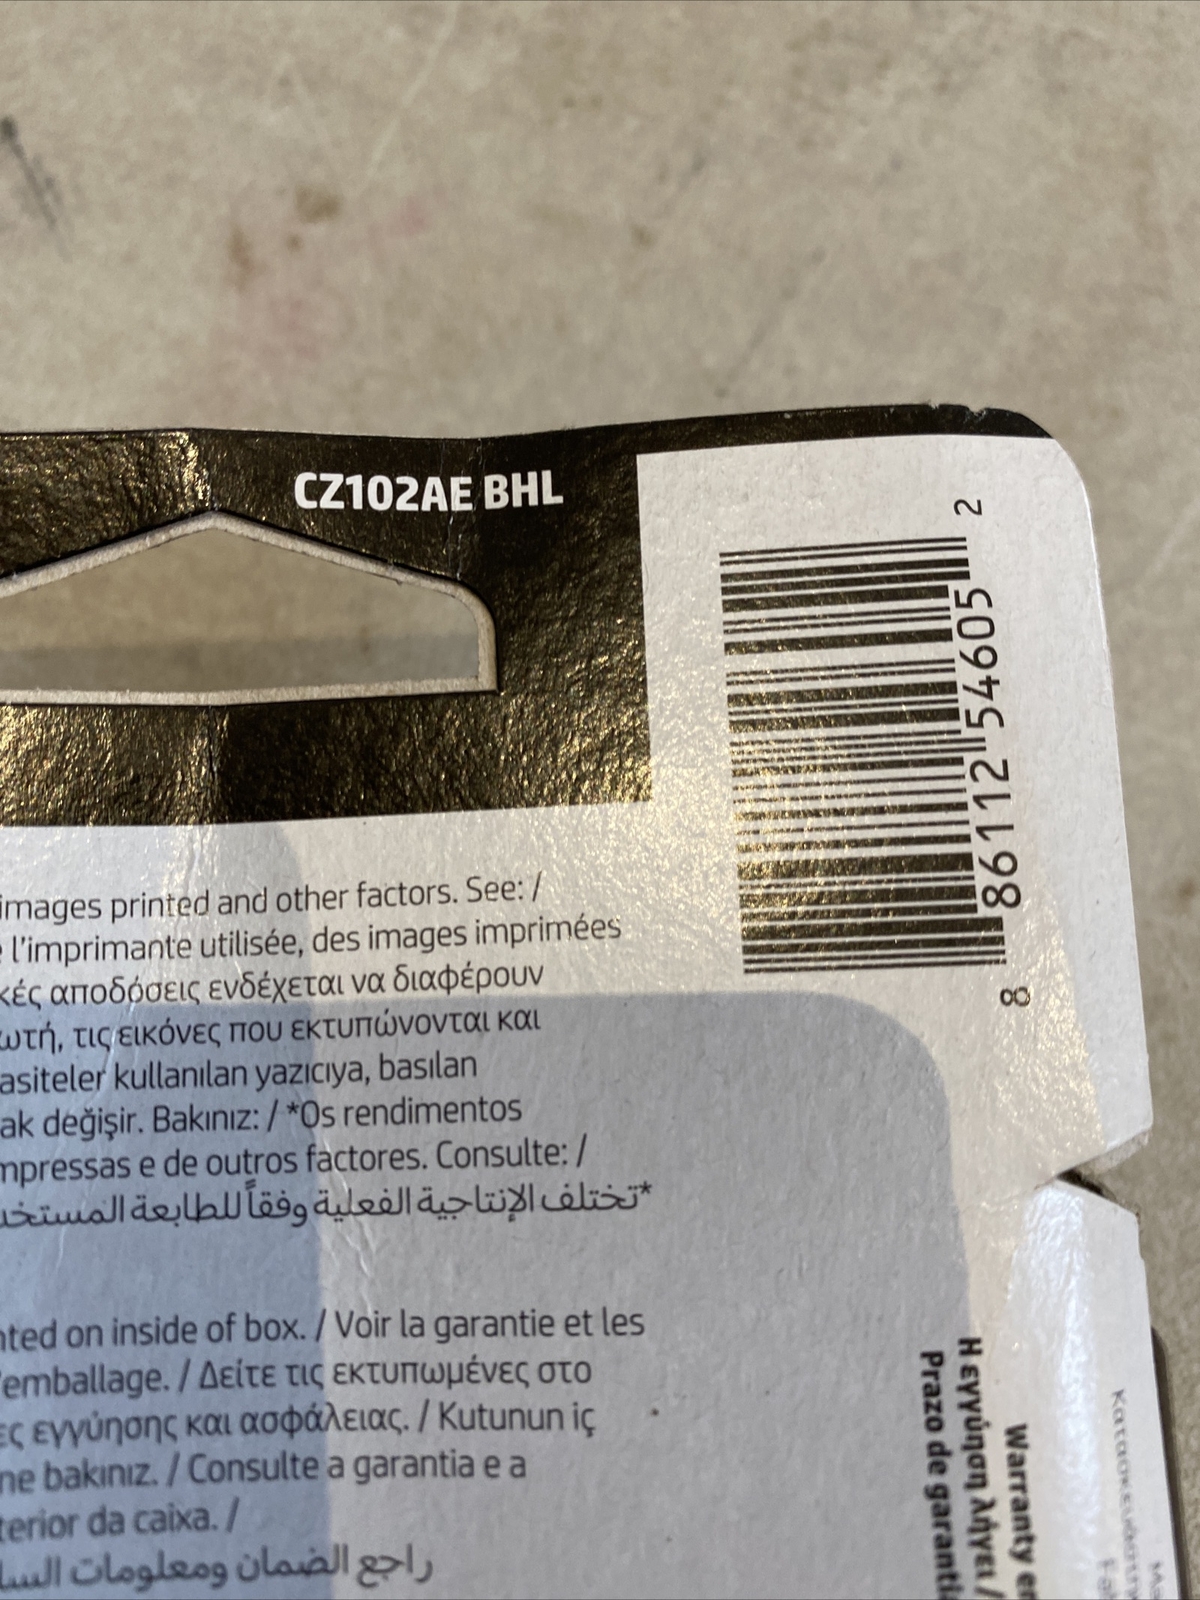 CZ102AE BHL
8 86112 54605 2
images printed and other factors. See: /
l'imprimante utilisée, des images imprimées
αποδόσεις ενδέχεται να διαφέρουν
τις εικόνες που εκτυπώνονται και
kullanılan yazıcıya, basılan
değişir. Bakınız: / *Os rendimentos
e de outros factores. Consulte: /
*تختلف الإنتاجية الفعلية وفقاً للطابعة
on inside of box. / Voir la garantie et les
emballage. / Δείτε τις εκτυπωμένες στο
εγγύησης και ασφάλειας. / Kutunun iç
bakınız. / Consulte a garantia e a
da caixa. /
راجع الضمان ومعلومات
Warranty
Η εγγύηση λήγει /
Prazo de